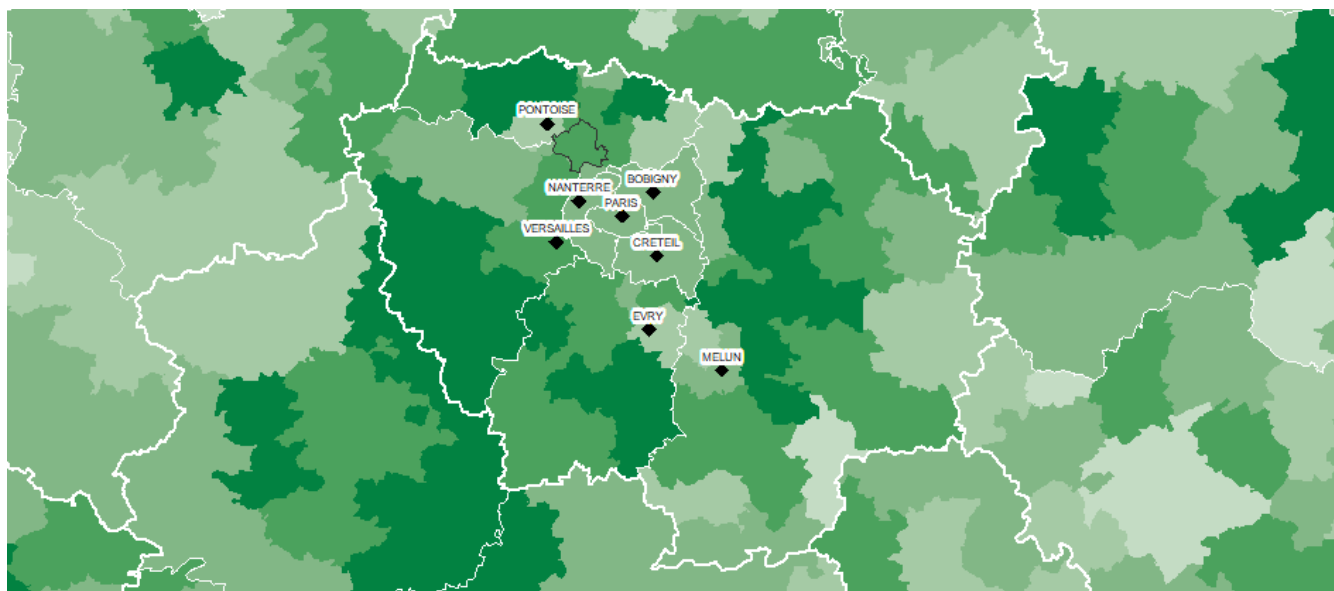 PONTOISE
BOBIGNY
NANTERRE
PARIS
VERSAILLES
CRETEIL
EVRY
MELUN